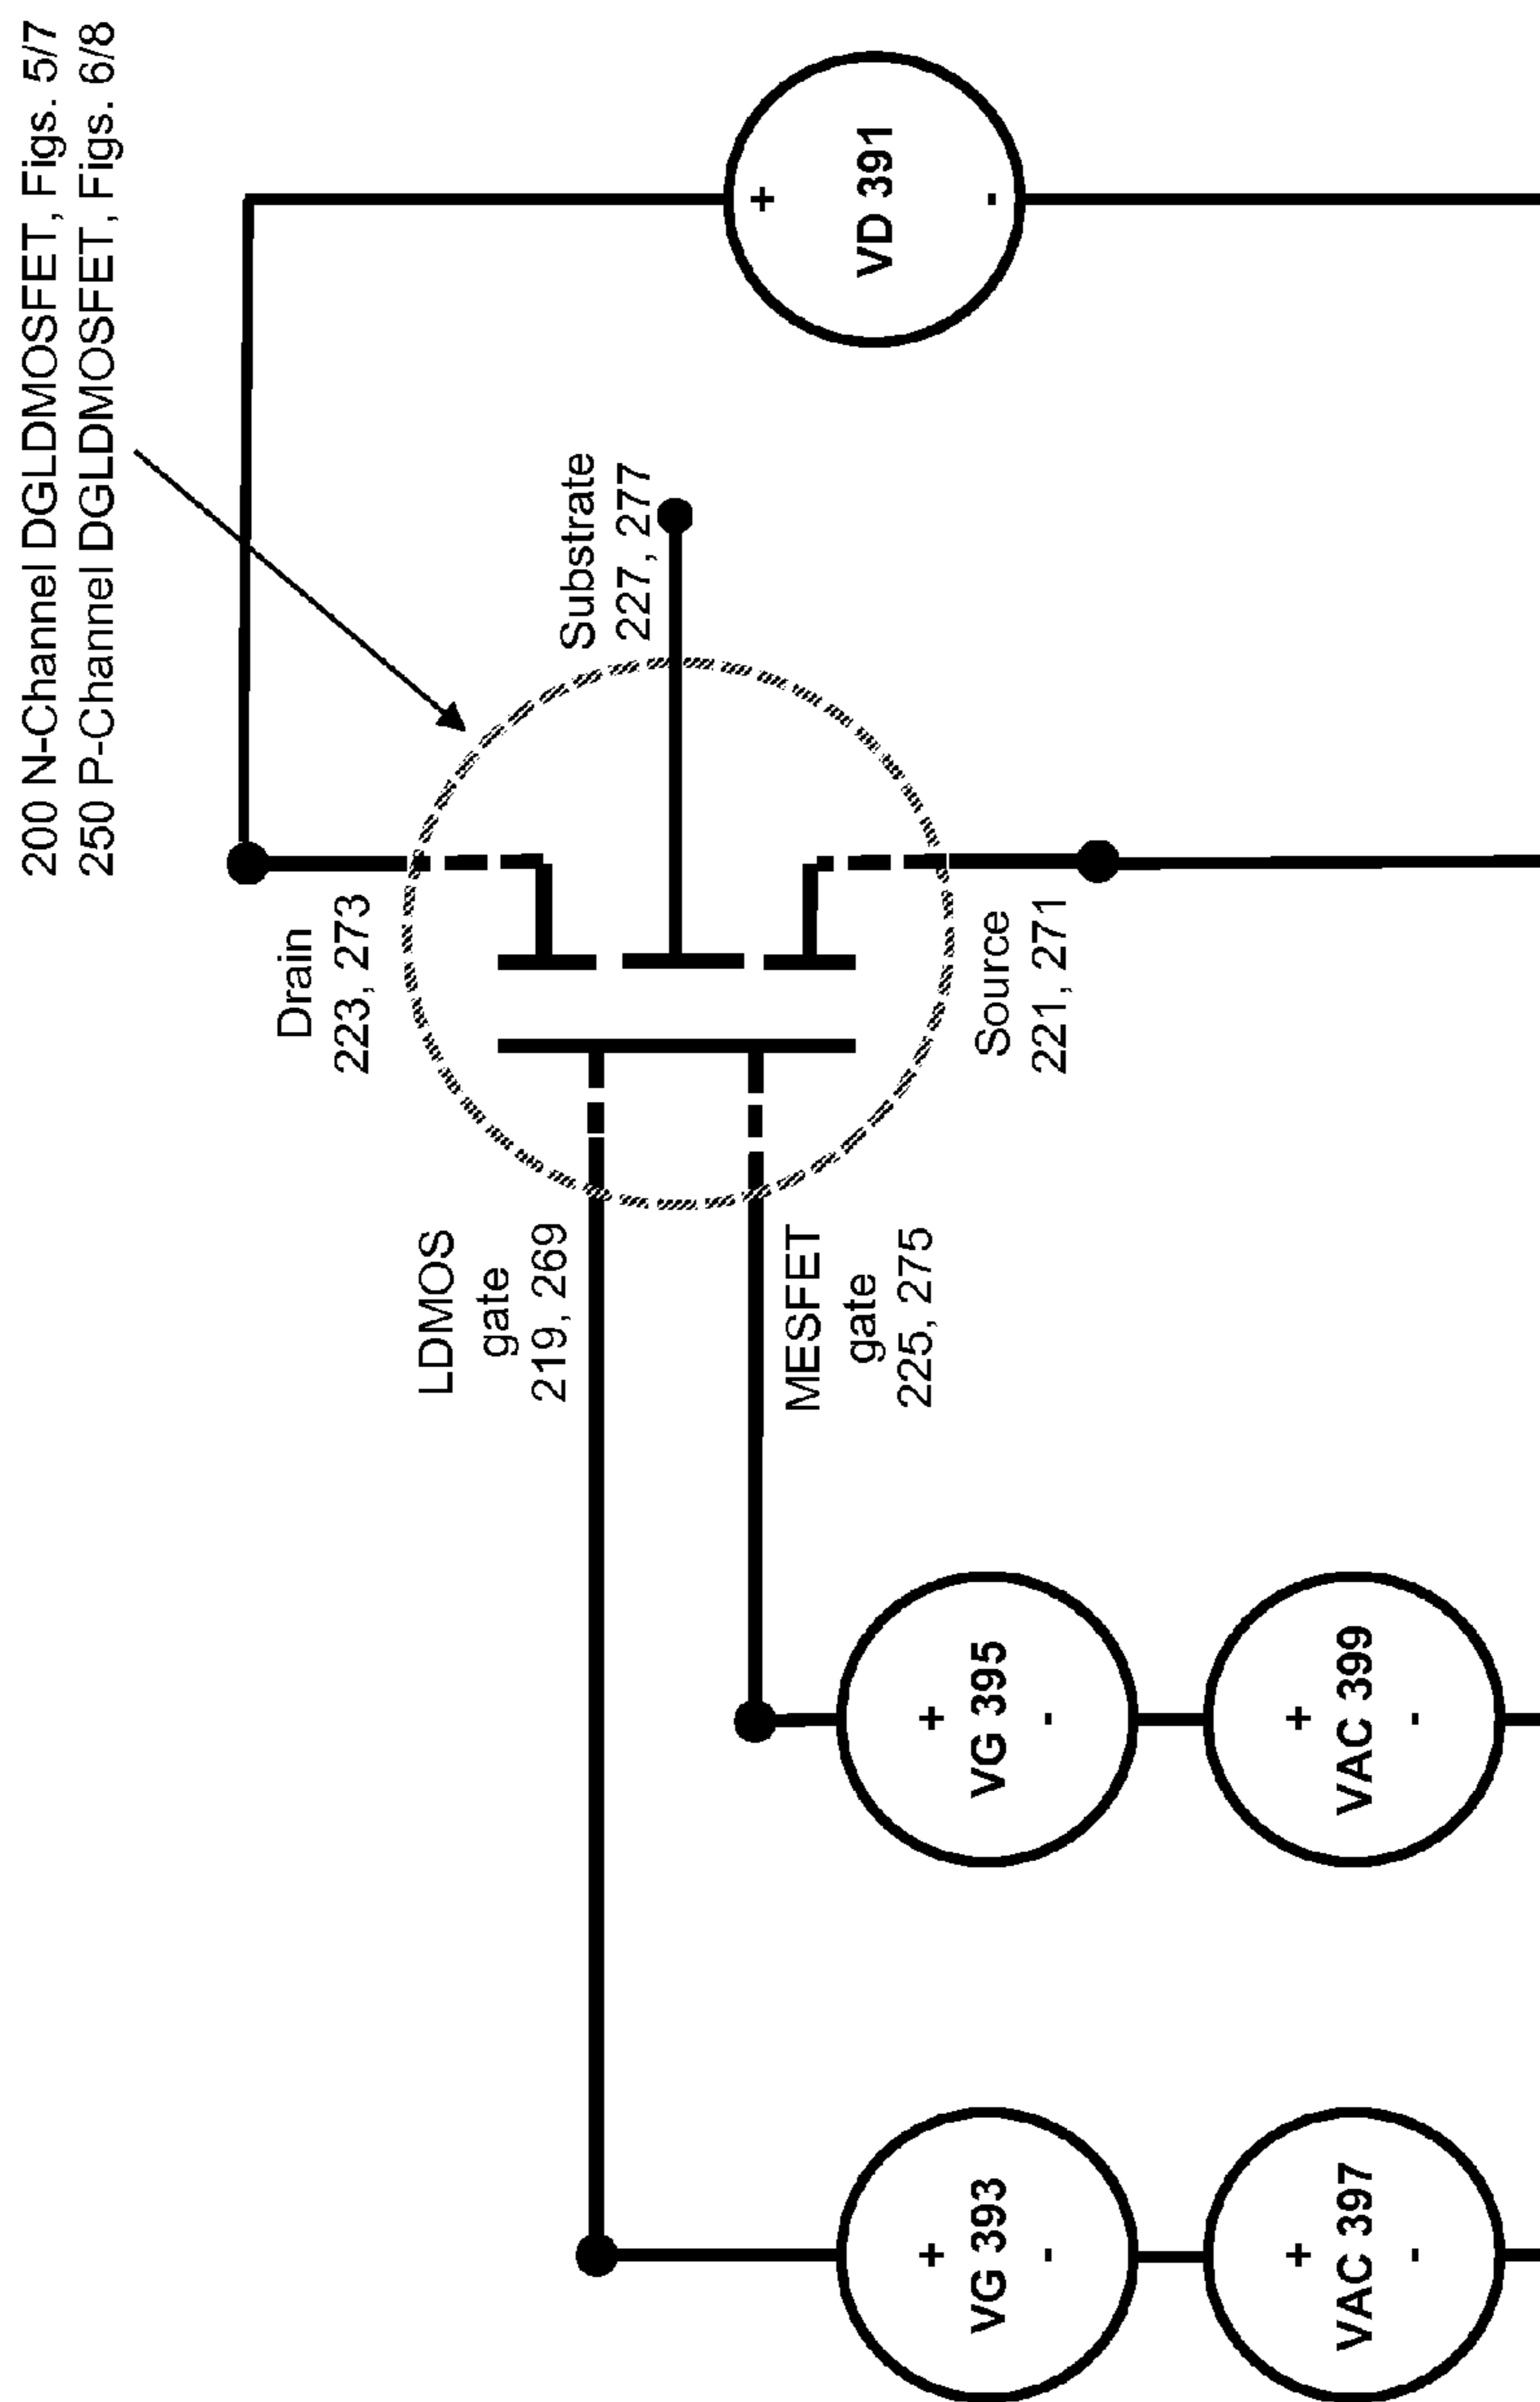 200 N-Channel DGLDMOSFET, Figs. 5/7
250 P-Channel DGLDMOSFET, Figs. 6/8
Drain
223, 273
LDMOS
gate
219, 269
Substrate
227, 277
MESFET
gate
225, 275
Source
221, 271
+
VD 391
-
+
VG 393
-
+
VG 395
-
+
VAC 397
-
+
VAC 399
-